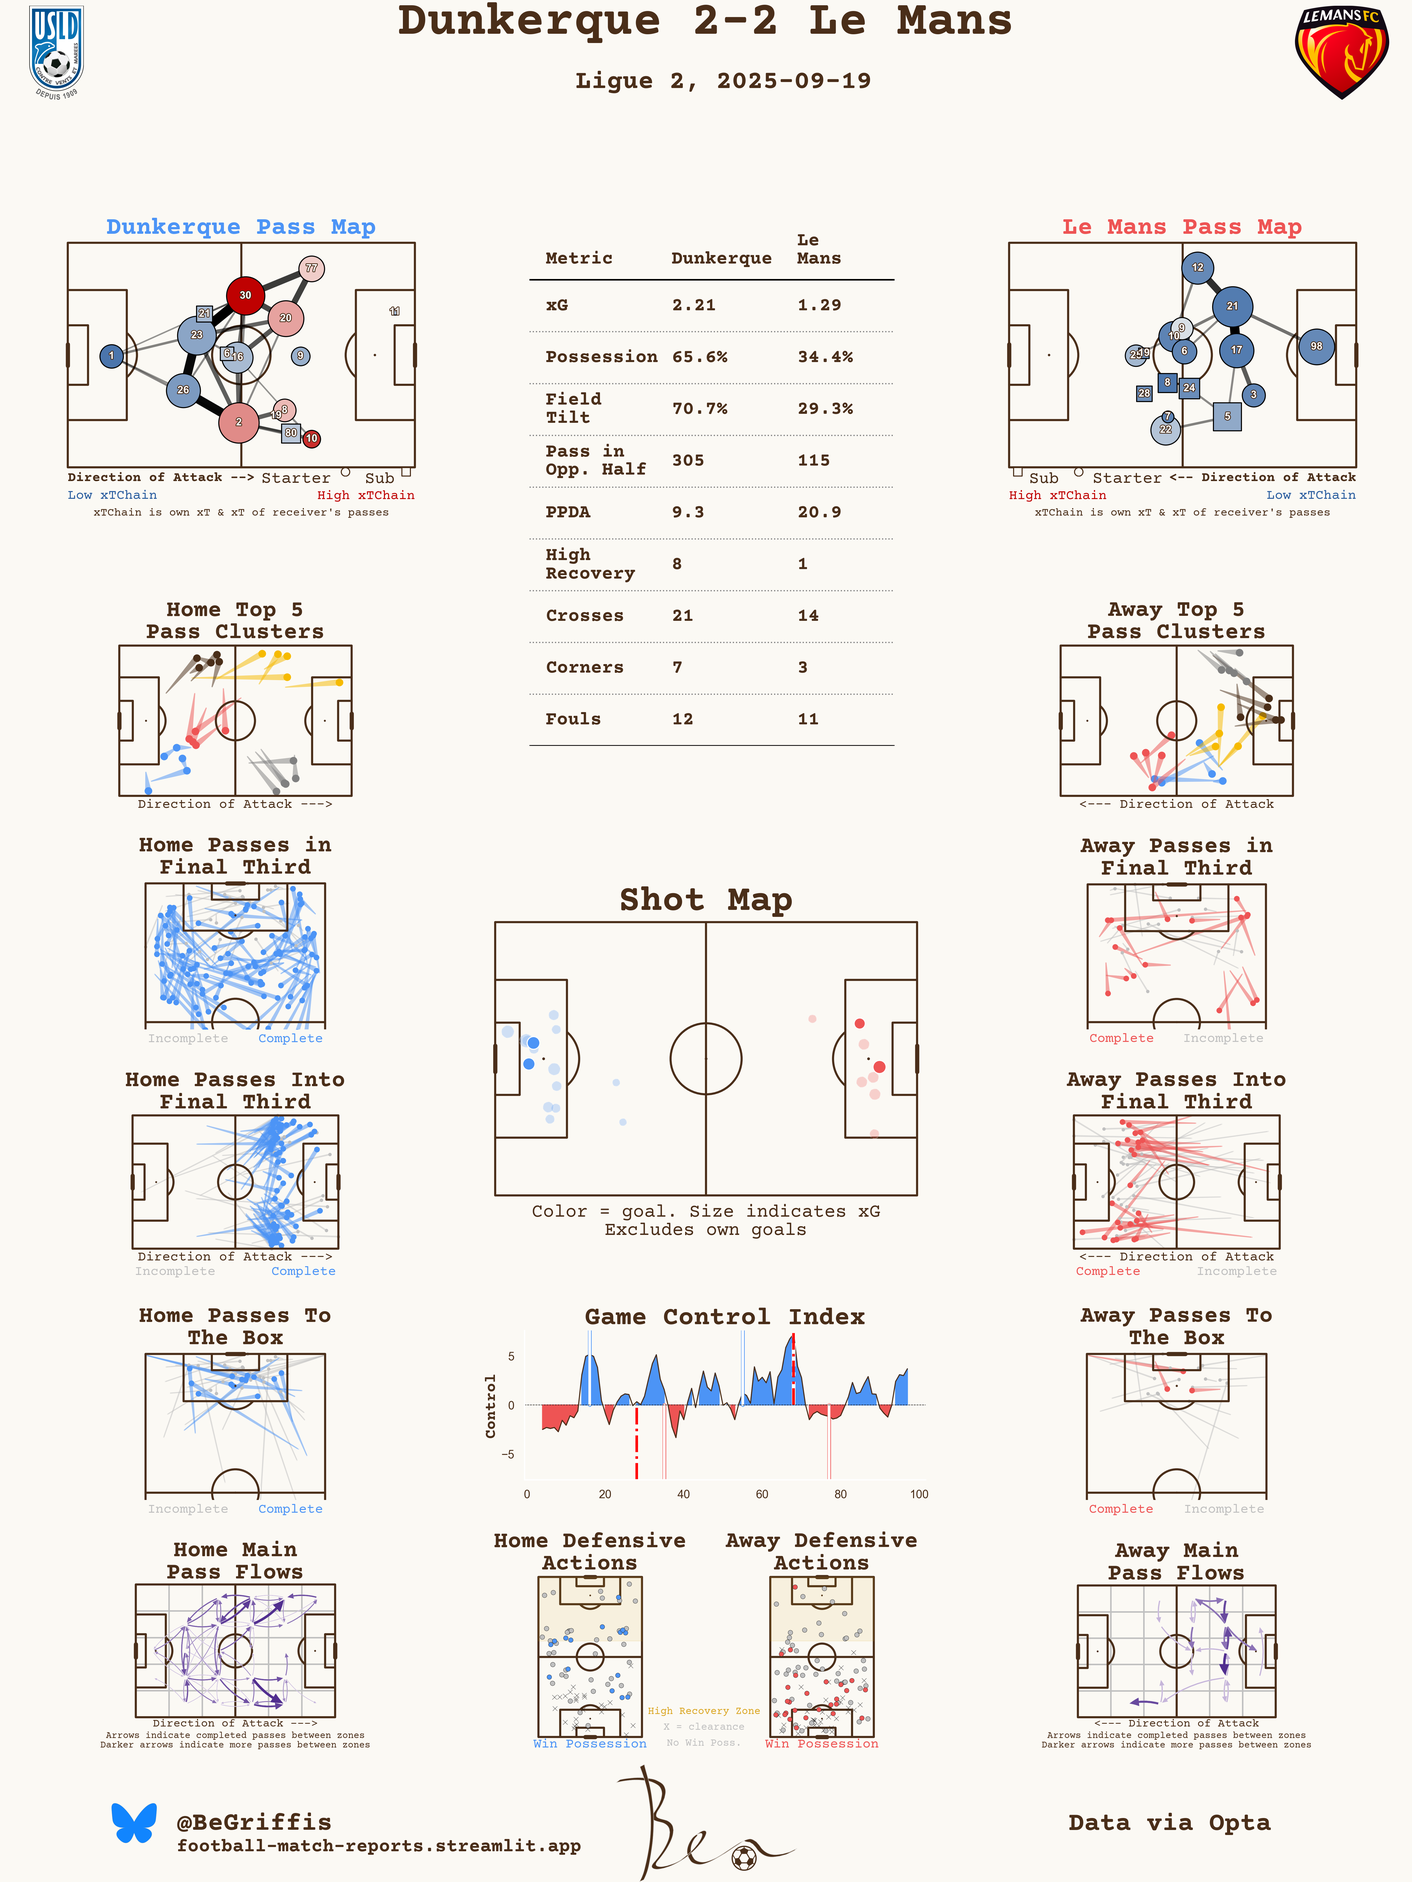 Dunkerque 2-2 Le Mans
Ligue 2, 2025-09-19
USLD
CONTRE VENTS ET MARÉES
DEPUIS 1909
LEMANS FC
Dunkerque Pass Map
77
30
21
20
23
1
6
16
9
11
26
2
8
19
80
10
Direction of Attack --> Starter Sub
Low xTChain High xTChain
xTChain is own xT & xT of receiver's passes
Metric Dunkerque Le Mans
xG 2.21 1.29
Possession 65.6% 34.4%
Field Tilt 70.7% 29.3%
Pass in Opp. Half 305 115
PPDA 9.3 20.9
High Recovery 8 1
Crosses 21 14
Corners 7 3
Fouls 12 11
Le Mans Pass Map
12
21
9
10
6
19
17
98
8
24
28
3
7
5
22
Sub Starter <-- Direction of Attack
High xTChain Low xTChain
xTChain is own xT & xT of receiver's passes
Home Top 5
Pass Clusters
Direction of Attack --->
Away Top 5
Pass Clusters
<--- Direction of Attack
Home Passes in
Final Third
Incomplete Complete
Away Passes in
Final Third
Complete Incomplete
Shot Map
Color = goal. Size indicates xG
Excludes own goals
Home Passes Into
Final Third
Direction of Attack --->
Incomplete Complete
Away Passes Into
Final Third
<--- Direction of Attack
Complete Incomplete
Home Passes To
The Box
Incomplete Complete
Game Control Index
Control
5
0
−5
0 20 40 60 80 100
Away Passes To
The Box
Complete Incomplete
Home Main
Pass Flows
Direction of Attack --->
Arrows indicate completed passes between zones
Darker arrows indicate more passes between zones
Home Defensive
Actions
Win Possession
Away Defensive
Actions
Win Possession
High Recovery Zone
X = clearance
No Win Poss.
Away Main
Pass Flows
<--- Direction of Attack
Arrows indicate completed passes between zones
Darker arrows indicate more passes between zones
@BeGriffis
football-match-reports.streamlit.app
Ben
Data via Opta